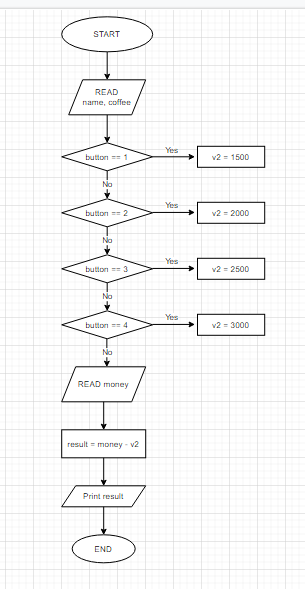 START
READ
name, coffee
button == 1
Yes
v2 = 1500
No
button == 2
Yes
v2 = 2000
No
button == 3
Yes
v2 = 2500
No
button == 4
Yes
v2 = 3000
No
READ money
result = money - v2
Print result
END